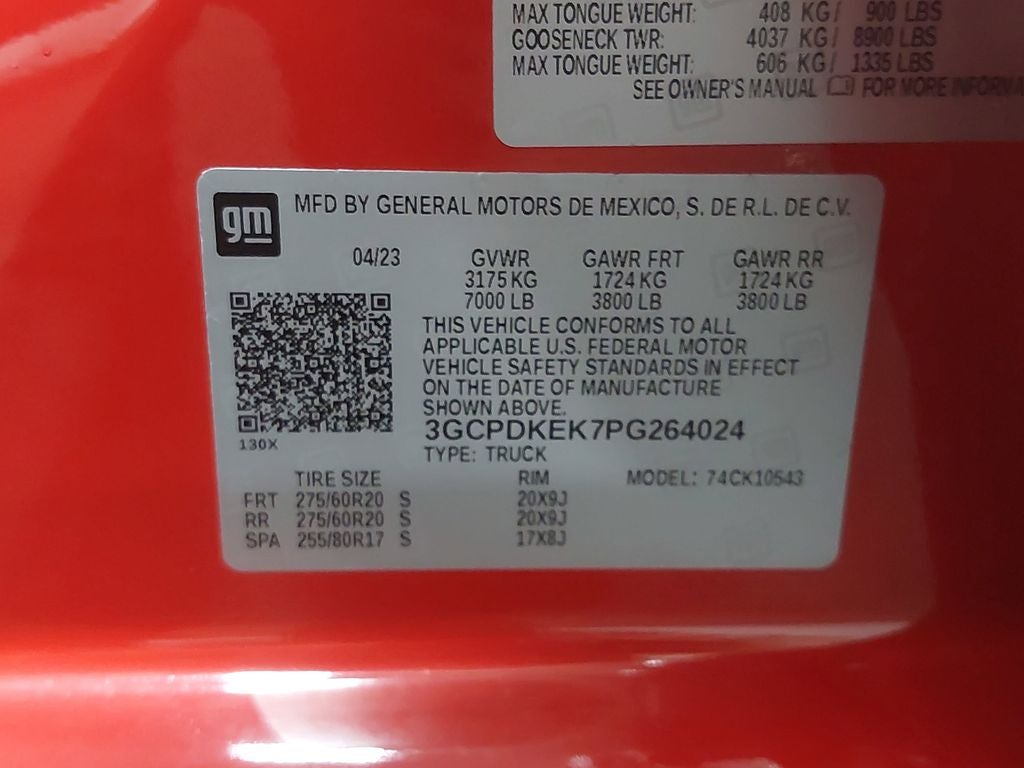 MAX TONGUE WEIGHT: 408 KG/ 900 LBS
GOOSENECK TWR: 4037 KG/ 8900 LBS
MAX TONGUE WEIGHT: 606 KG/ 1335 LBS
SEE OWNER'S MANUAL FOR MORE INFORMA
gm MFD BY GENERAL MOTORS DE MEXICO, S. DE R.L. DE C.V.
04/23 GVWR GAWR FRT GAWR RR
3175 KG 1724 KG 1724 KG
7000 LB 3800 LB 3800 LB
THIS VEHICLE CONFORMS TO ALL
APPLICABLE U.S. FEDERAL MOTOR
VEHICLE SAFETY STANDARDS IN EFFECT
ON THE DATE OF MANUFACTURE
SHOWN ABOVE.
3GCPDKEK7PG264024
130X
TYPE: TRUCK
TIRE SIZE RIM MODEL: 74CK10543
FRT 275/60R20 S 20X9J
RR 275/60R20 S 20X9J
SPA 255/80R17 S 17X8J